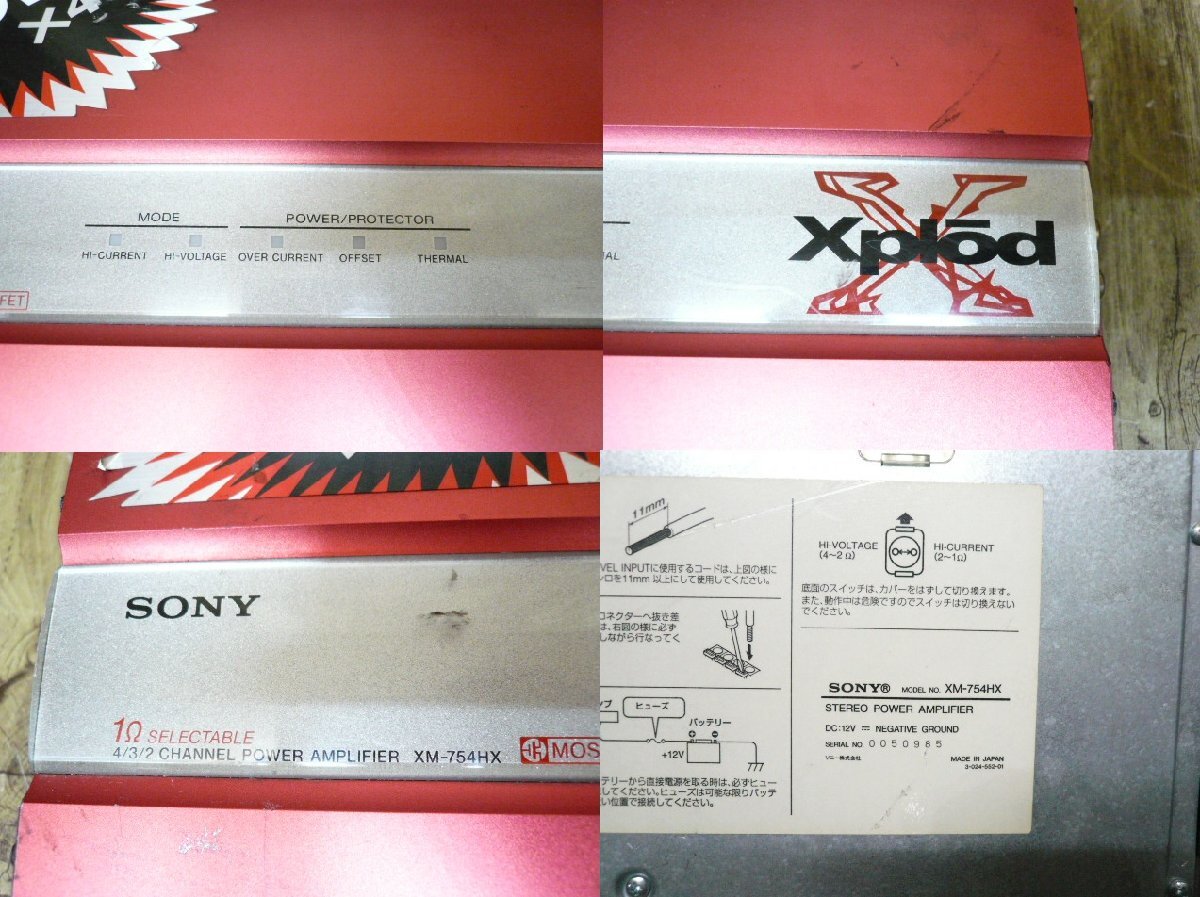 x4
MODE
POWER/PROTECTOR
HI-CURRENT HI-VOLTAGE OVER CURRENT OFFSET THERMAL
FET
Xplōd
SONY
1Ω SELECTABLE
4/3/2 CHANNEL POWER AMPLIFIER XM-754HX
MOS
11mm
VEL INPUTに使用するコードは、上図の様に
を11mm以上にして使用してください。
コネクターへ抜き差
は、右図の様に必ず
しながら行なってく
ヒューズ
バッテリー
+12V
テリーから直接電源を取る時は、必ずヒュー
してください。ヒューズは可能な限りバッテ
い位置で接続してください。
HI-VOLTAGE
(4~2Ω)
HI-CURRENT
(2~1Ω)
底面のスイッチは、カバーをはずして切り換えます。
また、動作中は危険ですのでスイッチは切り換えない
でください。
SONY® MODEL NO. XM-754HX
STEREO POWER AMPLIFIER
DC:12V ⎓ NEGATIVE GROUND
SERIAL NO 0050985
株式会社
MADE IN JAPAN
3-024-552-01